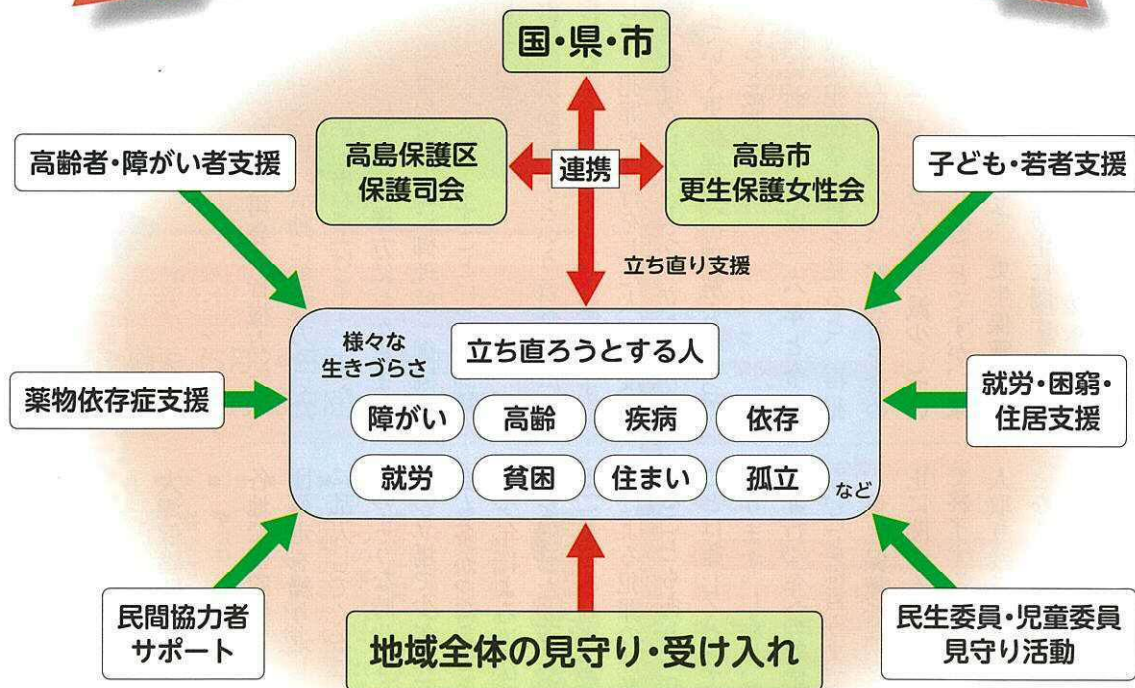 国・県・市
高島保護区
保護司会
連携
高島市
更生保護女性会
高齢者・障がい者支援
子ども・若者支援
立ち直り支援
様々な
生きづらさ
立ち直ろうとする人
障がい
高齢
疾病
依存
就労
貧困
住まい
孤立
など
薬物依存症支援
就労・困窮・
住居支援
民間協力者
サポート
地域全体の見守り・受け入れ
民生委員・児童委員
見守り活動